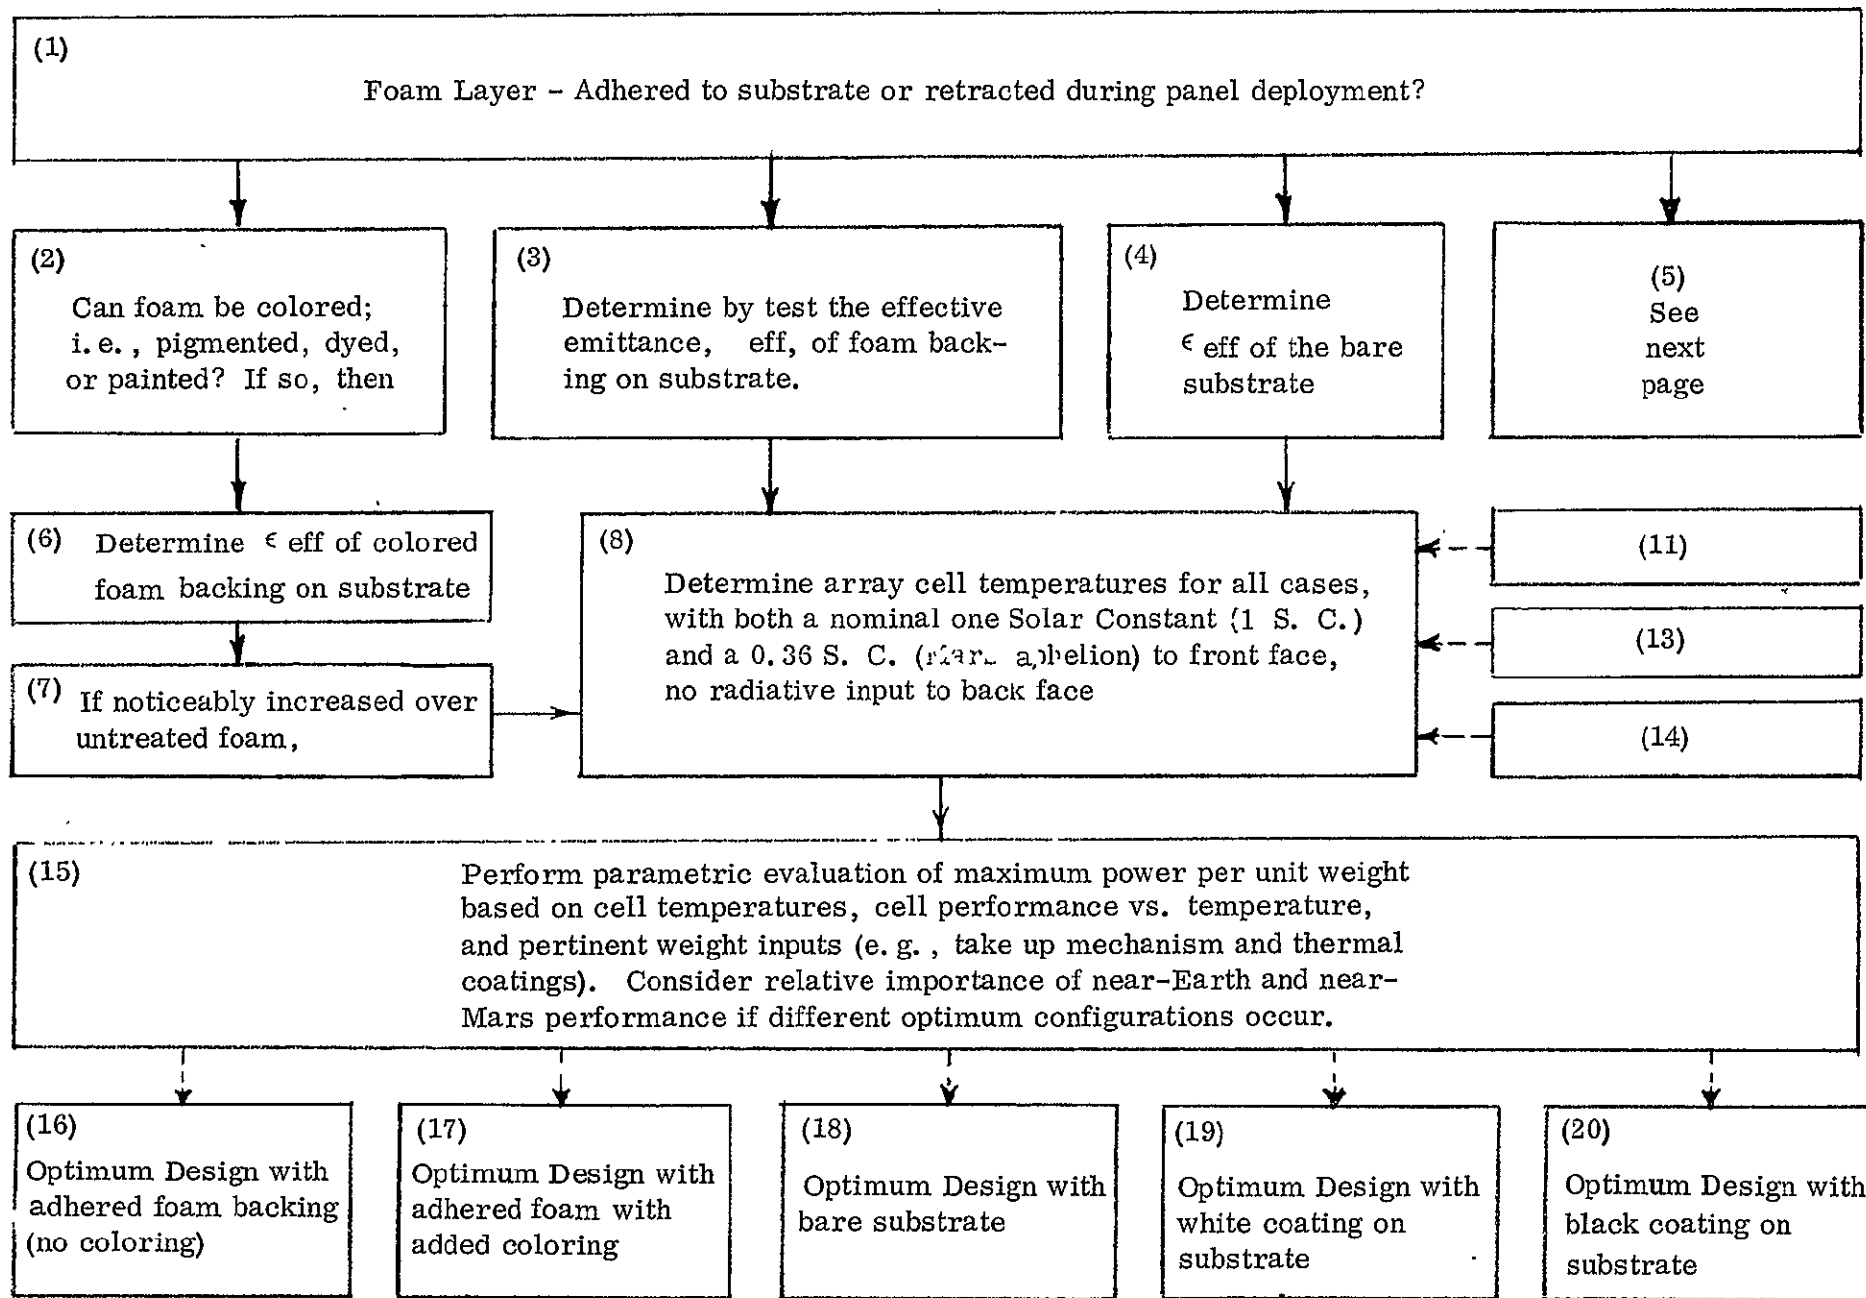 (1)
Foam Layer - Adhered to substrate or retracted during panel deployment?
(2)
Can foam be colored;
i.e., pigmented, dyed,
or painted? If so, then
(3)
Determine by test the effective
emittance, eff, of foam back-
ing on substrate.
(4)
Determine
ϵ eff of the bare
substrate
(5)
See
next
page
(6) Determine ϵ eff of colored
foam backing on substrate
(7) If noticeably increased over
untreated foam,
(8)
Determine array cell temperatures for all cases,
with both a nominal one Solar Constant (1 S. C.)
and a 0.36 S. C. ( aphelion) to front face,
no radiative input to back face
(11)
(13)
(14)
(15)
Perform parametric evaluation of maximum power per unit weight
based on cell temperatures, cell performance vs. temperature,
and pertinent weight inputs (e.g., take up mechanism and thermal
coatings). Consider relative importance of near-Earth and near-
Mars performance if different optimum configurations occur.
(16)
Optimum Design with
adhered foam backing
(no coloring)
(17)
Optimum Design with
adhered foam with
added coloring
(18)
Optimum Design with
bare substrate
(19)
Optimum Design with
white coating on
substrate
(20)
Optimum Design with
black coating on
substrate